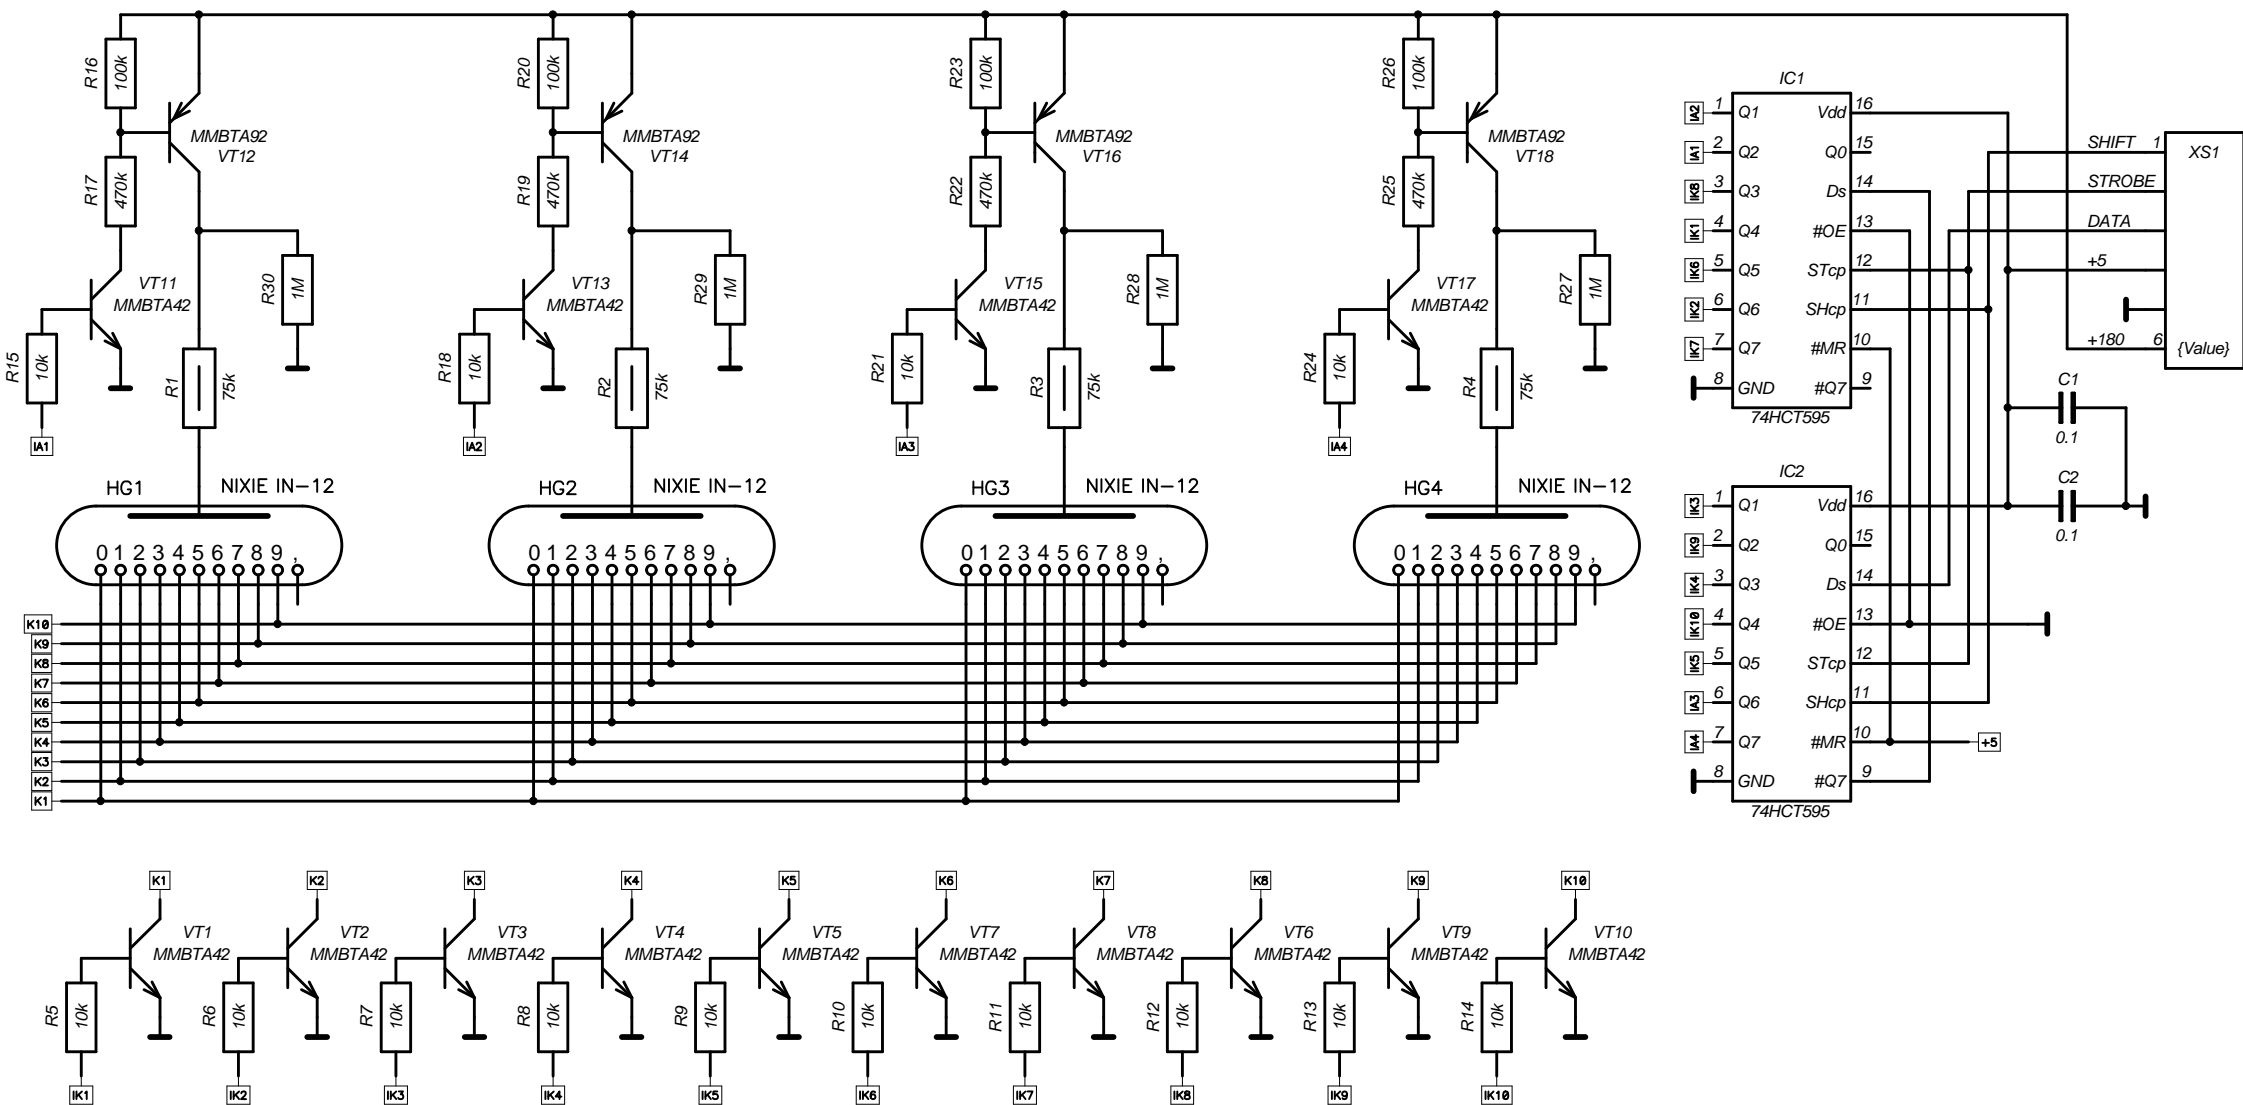 R16 100k
R20 100k
R23 100k
R26 100k
MMBTA92
VT12
MMBTA92
VT14
MMBTA92
VT16
MMBTA92
VT18
R17 470k
R19 470k
R22 470k
R25 470k
VT11
MMBTA42
VT13
MMBTA42
VT15
MMBTA42
VT17
MMBTA42
R30 1M
R29 1M
R28 1M
R27 1M
R15 10k
R18 10k
R21 10k
R24 10k
R1 75k
R2 75k
R3 75k
R4 75k
IA1
IA2
IA3
IA4
HG1 NIXIE IN-12
HG2 NIXIE IN-12
HG3 NIXIE IN-12
HG4 NIXIE IN-12
0 1 2 3 4 5 6 7 8 9 ,
0 1 2 3 4 5 6 7 8 9 ,
0 1 2 3 4 5 6 7 8 9 ,
0 1 2 3 4 5 6 7 8 9 ,
K10
K9
K8
K7
K6
K5
K4
K3
K2
K1
IC1
IA2 1 Q1 Vdd 16
IA1 2 Q2 Q0 15
IK8 3 Q3 Ds 14
IK1 4 Q4 #OE 13
IK6 5 Q5 STcp 12
IK2 6 Q6 SHcp 11
IK7 7 Q7 #MR 10
8 GND #Q7 9
74HCT595
SHIFT 1 XS1
STROBE
DATA
+5
+180 6 {Value}
C1
0.1
C2
0.1
IC2
IK3 1 Q1 Vdd 16
IK9 2 Q2 Q0 15
IK4 3 Q3 Ds 14
IK10 4 Q4 #OE 13
IK5 5 Q5 STcp 12
IA3 6 Q6 SHcp 11
IA4 7 Q7 #MR 10 +5
8 GND #Q7 9
74HCT595
K1
K2
K3
K4
K5
K6
K7
K8
K9
K10
VT1
MMBTA42
VT2
MMBTA42
VT3
MMBTA42
VT4
MMBTA42
VT5
MMBTA42
VT7
MMBTA42
VT8
MMBTA42
VT6
MMBTA42
VT9
MMBTA42
VT10
MMBTA42
R5 10k
R6 10k
R7 10k
R8 10k
R9 10k
R10 10k
R11 10k
R12 10k
R13 10k
R14 10k
IK1
IK2
IK3
IK4
IK5
IK6
IK7
IK8
IK9
IK10